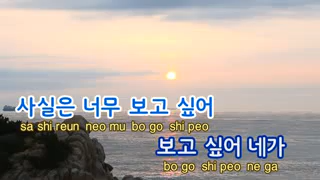 사실은 너무 보고 싶어
sa shi reun neo mu bo go shi peo
보고 싶어 네가
bo go shi peo ne ga